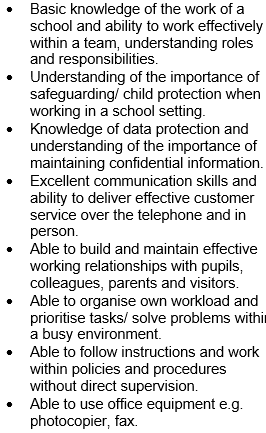 • Basic knowledge of the work of a
school and ability to work effectively
within a team, understanding roles
and responsibilities.
• Understanding of the importance of
safeguarding/ child protection when
working in a school setting.
• Knowledge of data protection and
understanding of the importance of
maintaining confidential information.
• Excellent communication skills and
ability to deliver effective customer
service over the telephone and in
person.
• Able to build and maintain effective
working relationships with pupils,
colleagues, parents and visitors.
• Able to organise own workload and
prioritise tasks/ solve problems withi
a busy environment.
• Able to follow instructions and work
within policies and procedures
without direct supervision.
• Able to use office equipment e.g.
photocopier, fax.